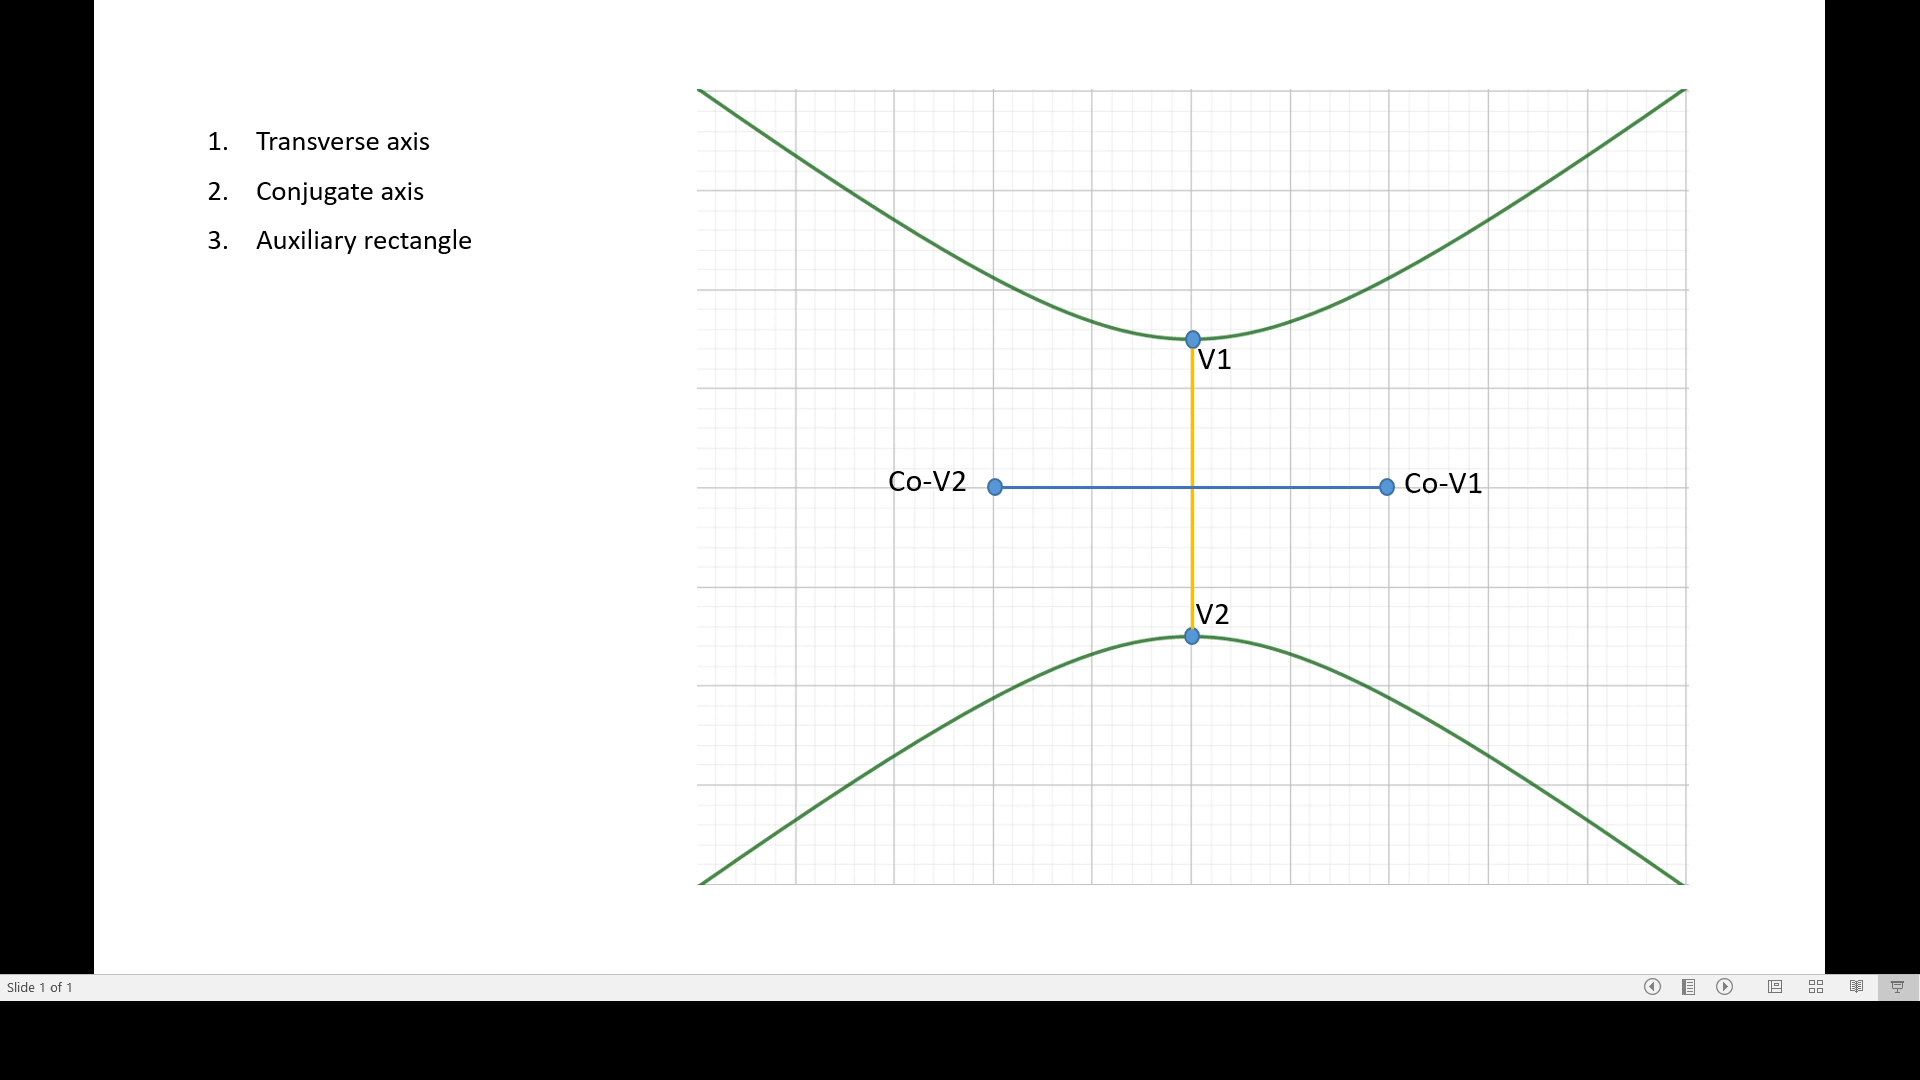 1. Transverse axis
2. Conjugate axis
3. Auxiliary rectangle
V1
Co-V2
Co-V1
V2
Slide 1 of 1